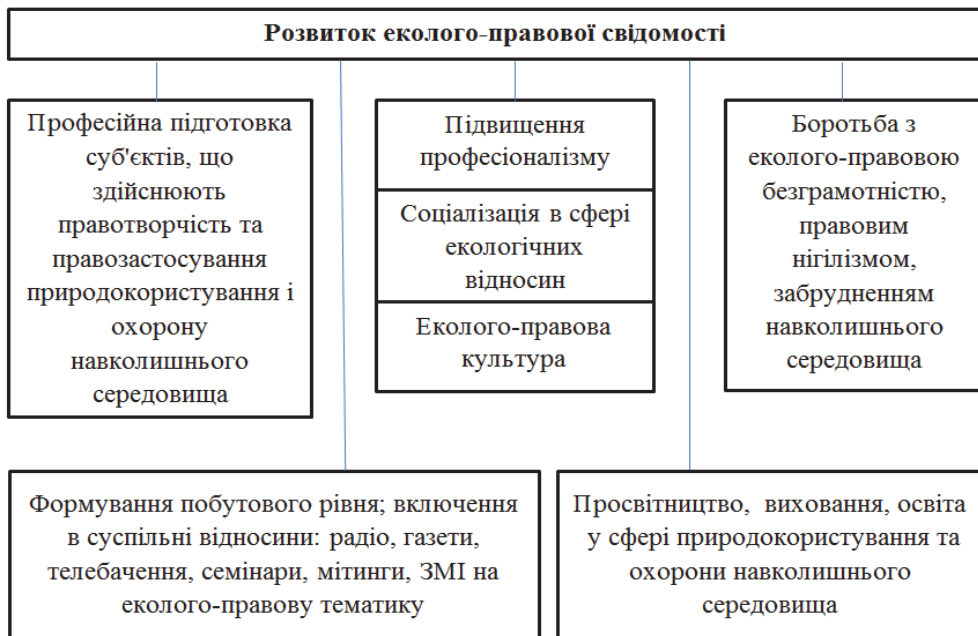 Розвиток еколого-правової свідомості
Професійна підготовка
суб'єктів, що
здійснюють
правотворчість та
правозастосування
природокористування і
охорону
навколишнього
середовища
Підвищення
професіоналізму
Соціалізація в сфері
екологічних
відносин
Еколого-правова
культура
Боротьба з
еколого-правовою
безграмотністю,
правовим
нігілізмом,
забрудненням
навколишнього
середовища
Формування побутового рівня; включення
в суспільні відносини: радіо, газети,
телебачення, семінари, мітинги, ЗМІ на
еколого-правову тематику
Просвітництво, виховання, освіта
у сфері природокористування та
охорони навколишнього
середовища